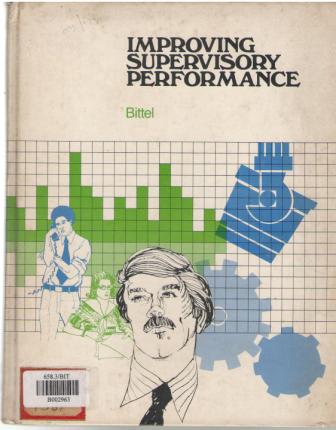 IMPROVING
SUPERVISORY
PERFORMANCE
Bittel
658.3/BIT
B002963